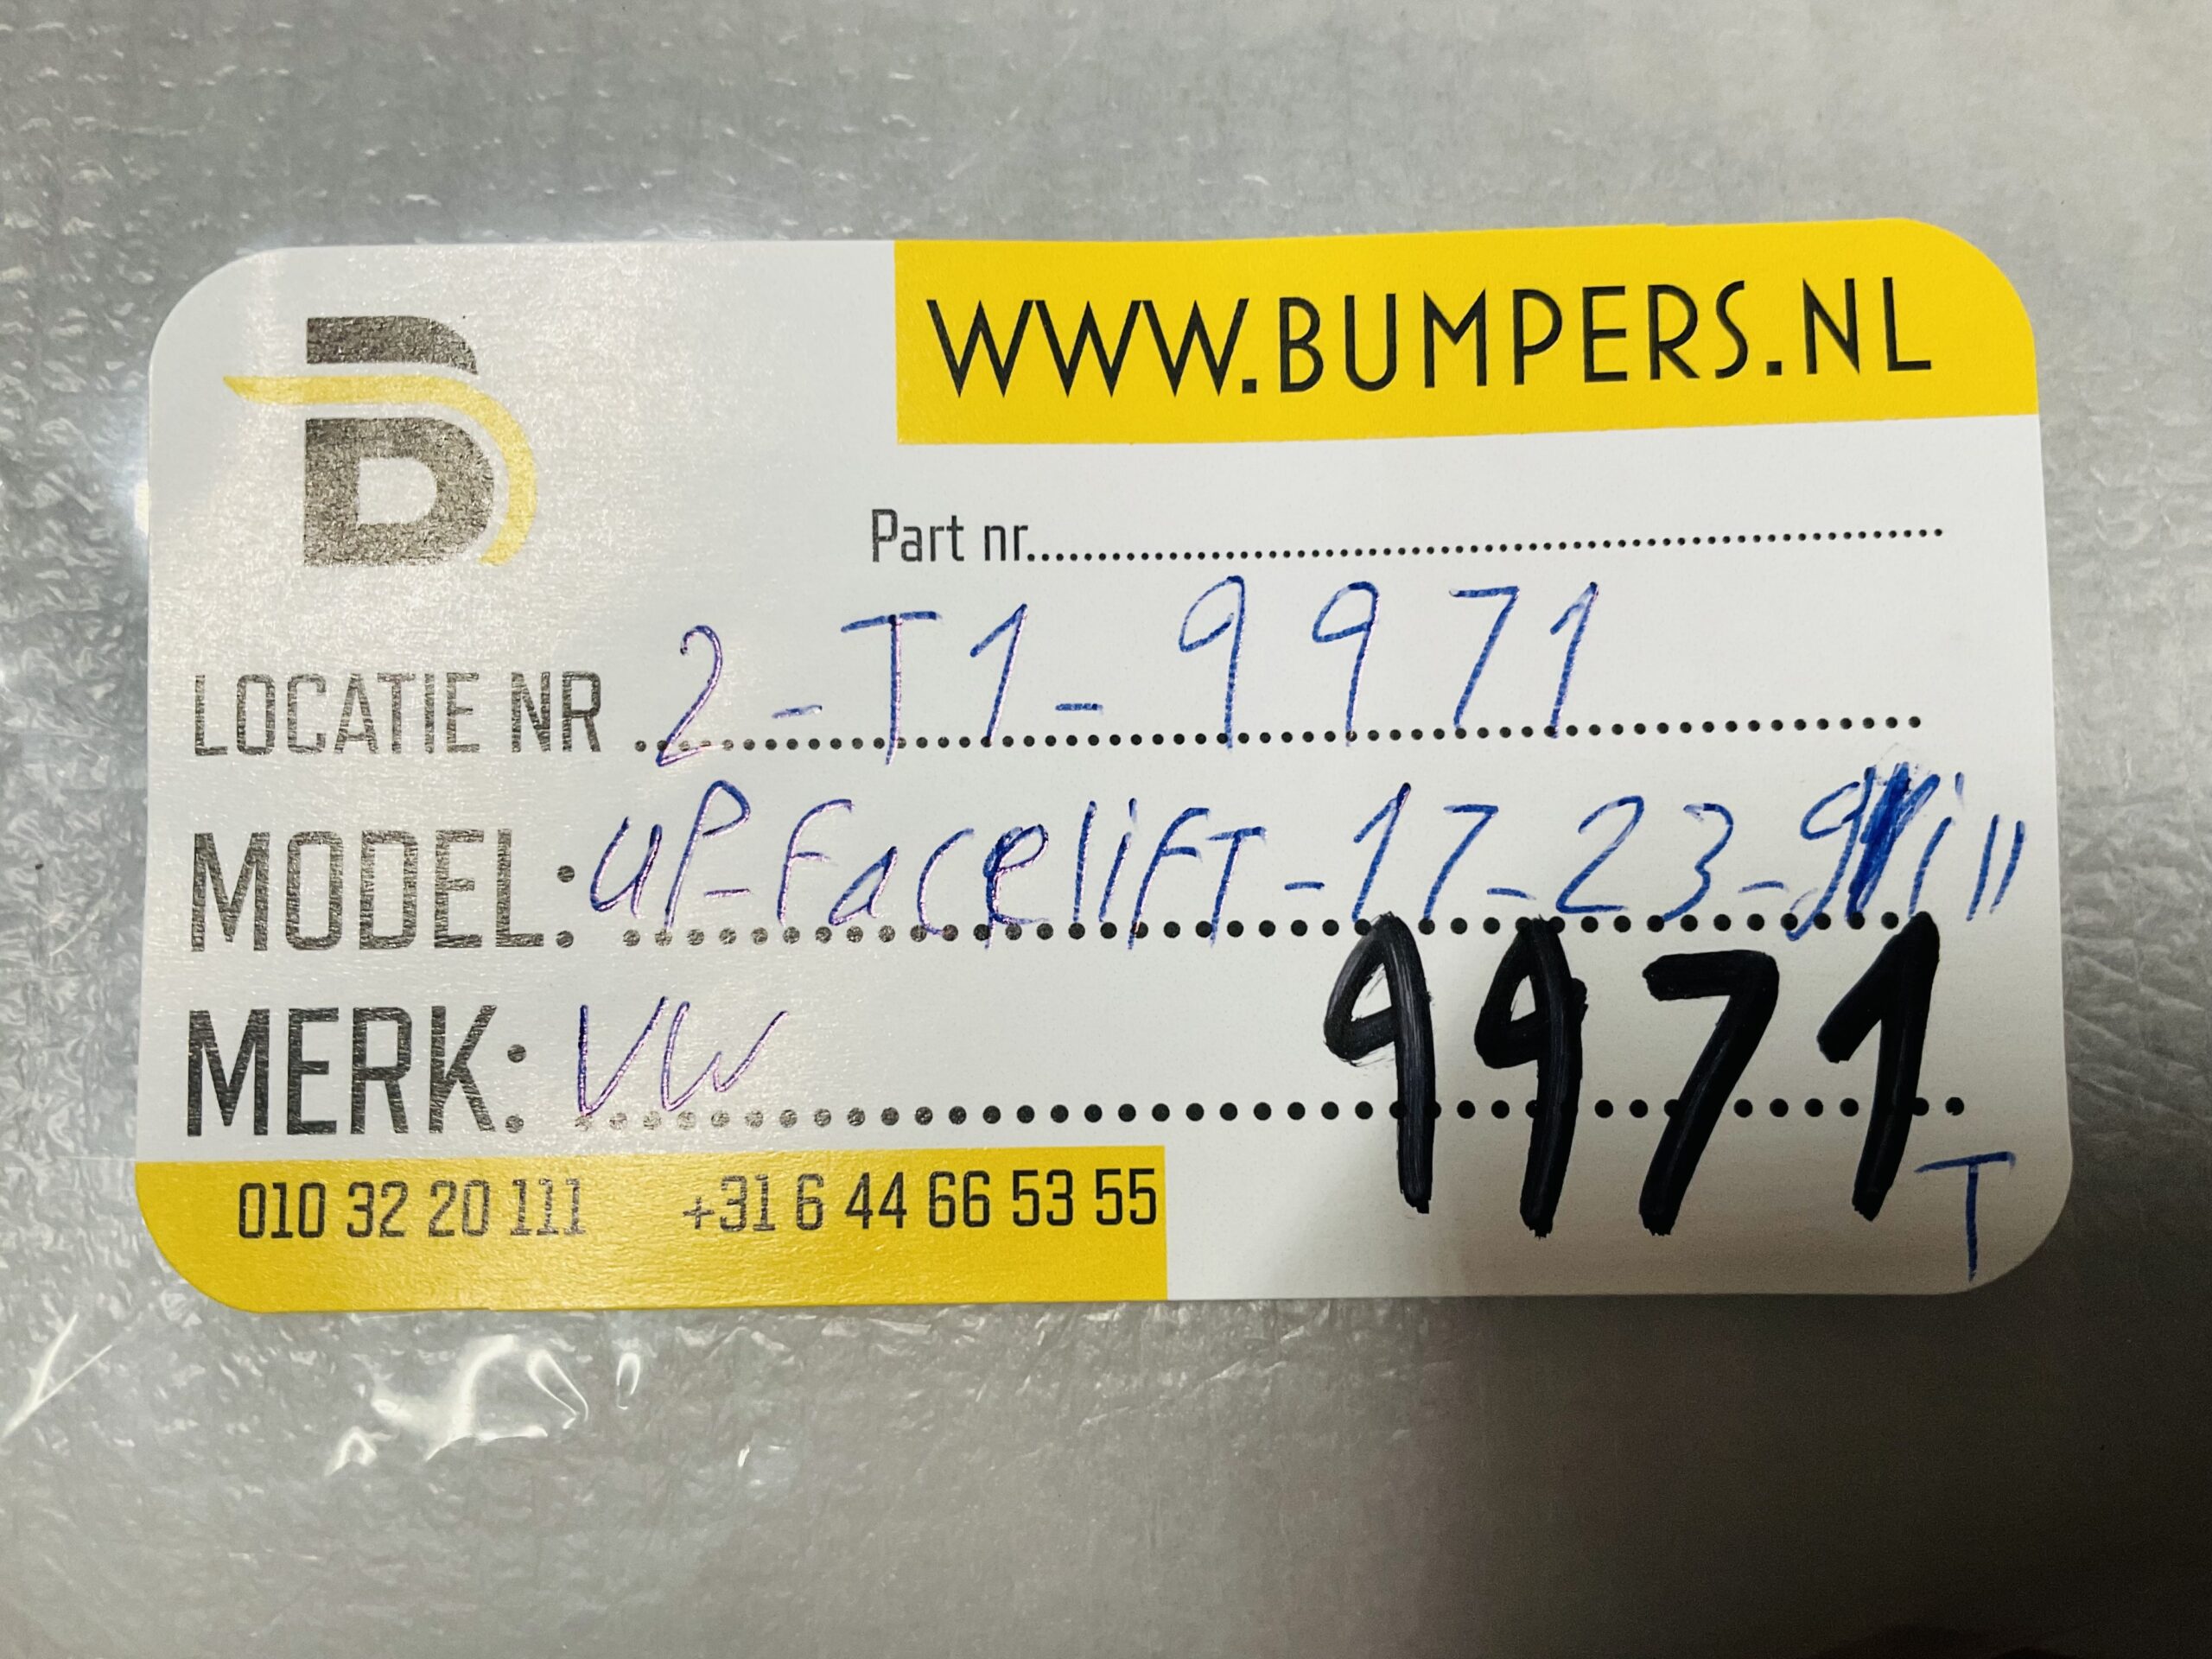 B
WWW.BUMPERS.NL
Part nr.
LOCATIE NR 2-T1-9971
MODEL: UP-FaceliFT-17-23-grill
MERK: VW
9971
T
010 32 20 111 +31 6 44 66 53 55